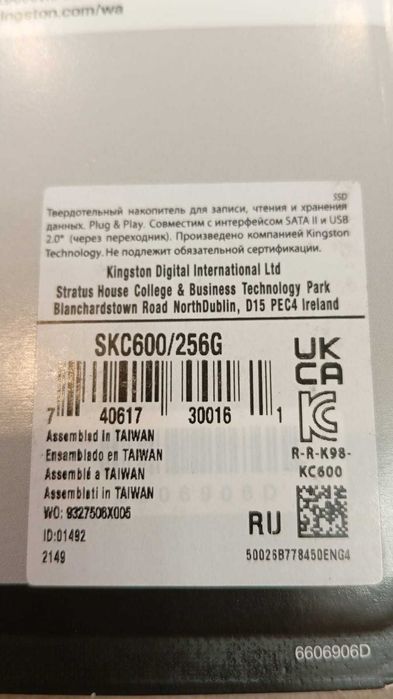 ingston.com/wa
SSD
Твердотельный накопитель для записи, чтения и хранения
данных. Plug & Play. Совместим с интерфейсом SATA II и USB
2.0* (через переходник). Произведено компанией Kingston
Technology. Не подлежит обязательной сертификации.
Kingston Digital International Ltd
Stratus House College & Business Technology Park
Blanchardstown Road NorthDublin, D15 PEC4 Ireland
SKC600/256G
UK
CA
7 40617 30016 1
Assembled in TAIWAN
Ensamblado en TAIWAN
Assemblé a TAIWAN
Assemblati in TAIWAN
WO: 9327506X005
ID:01492
2149
R-R-K98-
KC600
RU
50026B778450ENG4
6606906D